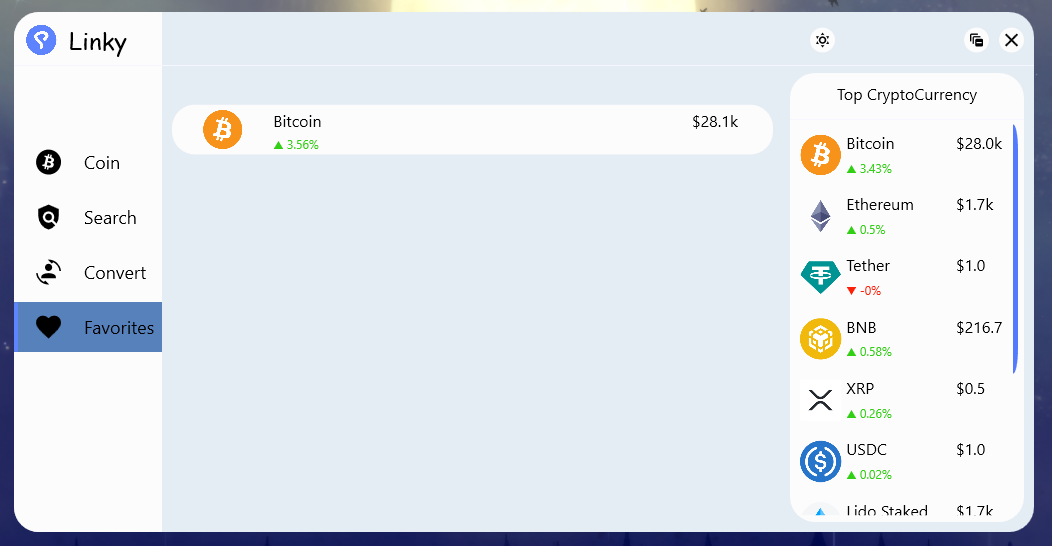 Linky
Coin
Search
Convert
Favorites
Bitcoin
$28.1k
▲ 3.56%
Top CryptoCurrency
Bitcoin
$28.0k
▲ 3.43%
Ethereum
$1.7k
▲ 0.5%
Tether
$1.0
▼ -0%
BNB
$216.7
▲ 0.58%
XRP
$0.5
▲ 0.26%
USDC
$1.0
▲ 0.02%
Lido Staked
$1.7k